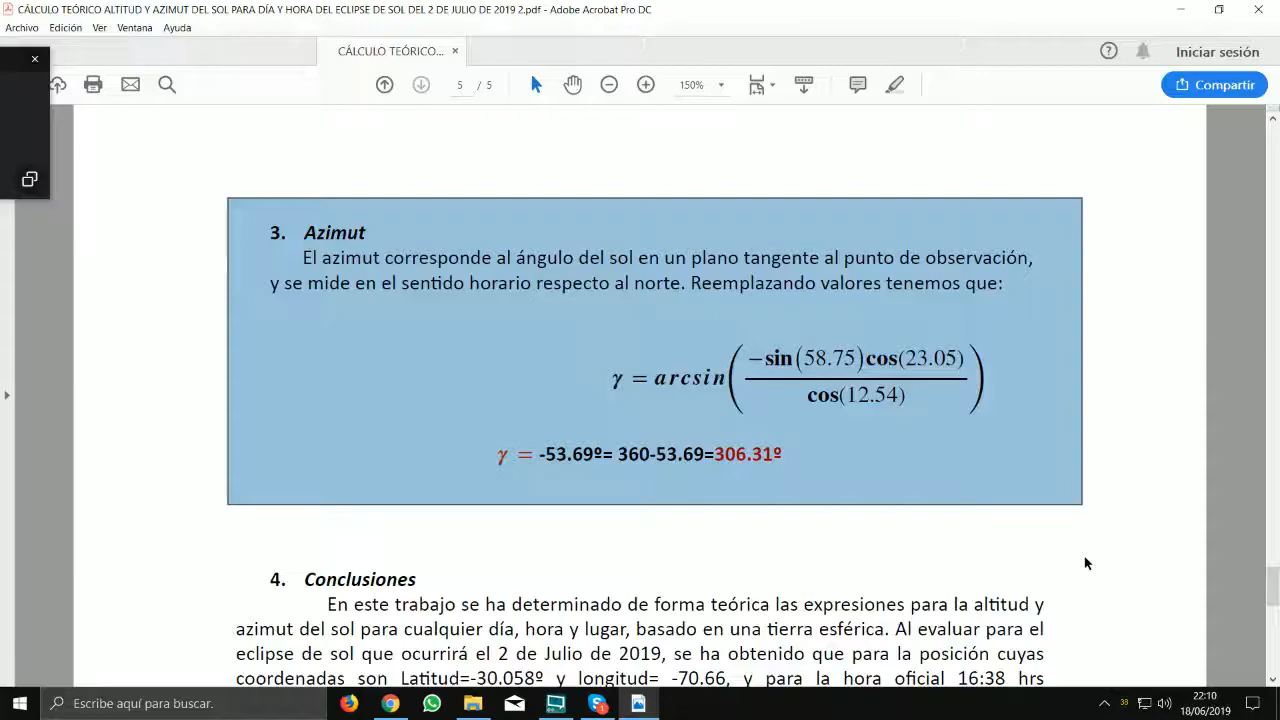 CÁLCULO TEÓRICO ALTITUD Y AZIMUT DEL SOL PARA DÍA Y HORA DEL ECLIPSE DE SOL DEL 2 DE JULIO DE 2019 2.pdf - Adobe Acrobat Pro DC
Archivo Edición Ver Ventana Ayuda
CÁLCULO TEÓRICO... ×
Iniciar sesión
5 / 5
150%
Compartir
3. Azimut
El azimut corresponde al ángulo del sol en un plano tangente al punto de observación,
y se mide en el sentido horario respecto al norte. Reemplazando valores tenemos que:
γ = arcsin(−sin(58.75)cos(23.05) / cos(12.54))
γ = -53.69º= 360-53.69=306.31º
4. Conclusiones
En este trabajo se ha determinado de forma teórica las expresiones para la altitud y
azimut del sol para cualquier día, hora y lugar, basado en una tierra esférica. Al evaluar para el
eclipse de sol que ocurrirá el 2 de Julio de 2019, se ha obtenido que para la posición cuyas
coordenadas son Latitud=-30.058º y longitud= -70.66, y para la hora oficial 16:38 hrs
Escribe aquí para buscar.
38
22:10
18/06/2019